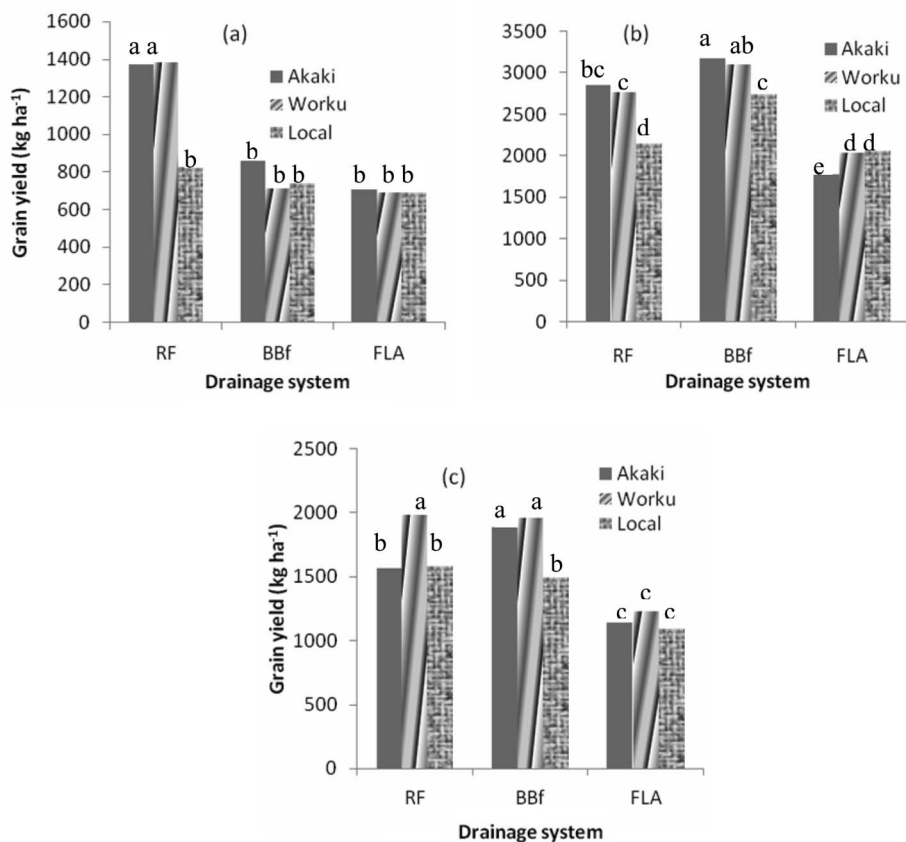 (a)
Grain yield (kg ha⁻¹)
1600
1400
1200
1000
800
600
400
200
0
a a b
b b b
b b b
Akaki
Worku
Local
RF BBf FLA
Drainage system
(b)
3500
3000
2500
2000
1500
1000
500
0
bc c d
a ab c
e d d
Akaki
Worku
Local
RF BBf FLA
Drainage system
(c)
Grain yield (kg ha⁻¹)
2500
2000
1500
1000
500
0
b a b
a a b
c c c
Akaki
Worku
Local
RF BBf FLA
Drainage system